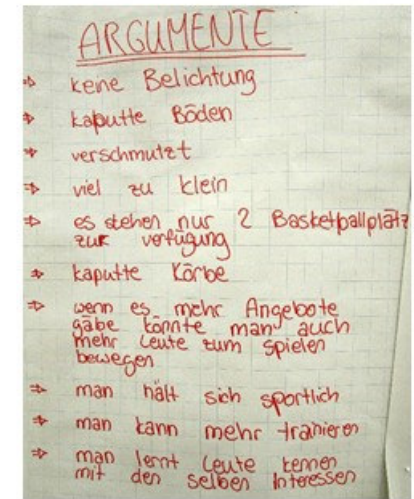 ARGUMENTE
⇒ kene Belichtung
⇒ kaputte Böden
⇒ verschmutzt
⇒ viel zu klein
⇒ es stehen nur 2 Basketballplätz
zur verfügung
⇒ kaputte Körbe
⇒ wenn es mehr Angebote
gäbe könnte man auch
mehr Leute zum spielen
bewegen
⇒ man hält sich sportlich
⇒ man kann mehr tranieren
⇒ man lernt Leute kennen
mit den selben Interessen